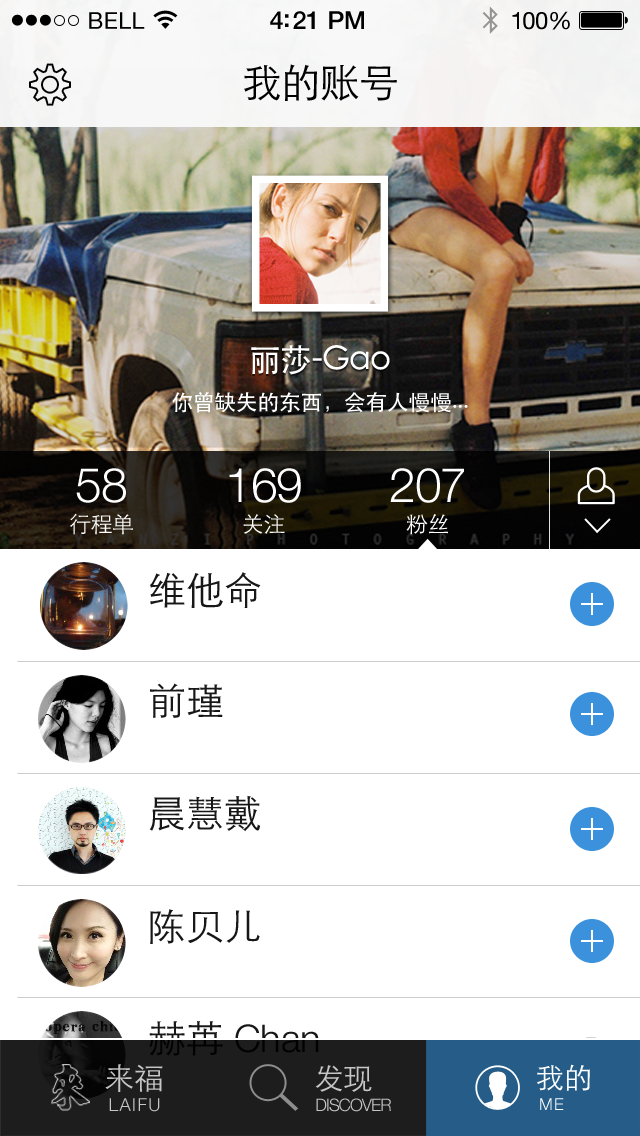 BELL 4:21 PM 100%
我的账号
丽莎-Gao
你曾缺失的东西，会有人慢慢...
58 169 207
行程单 关注 粉丝
P H O T O G R A P H Y
维他命
前瑾
晨慧戴
陈贝儿
opera chi
赫苒 Chan
来福 发现 我的
LAIFU DISCOVER ME